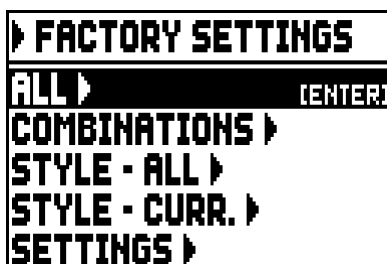 FACTORY SETTINGS
ALL [ENTER]
COMBINATIONS
STYLE - ALL
STYLE - CURR.
SETTINGS